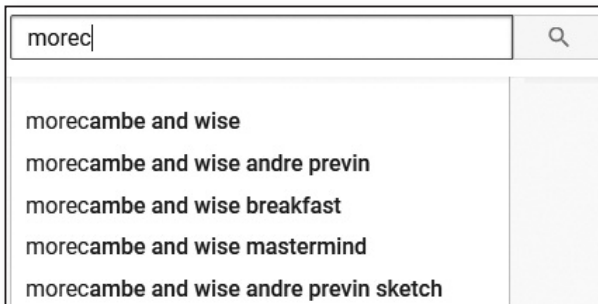 morec
morecambe and wise
morecambe and wise andre previn
morecambe and wise breakfast
morecambe and wise mastermind
morecambe and wise andre previn sketch